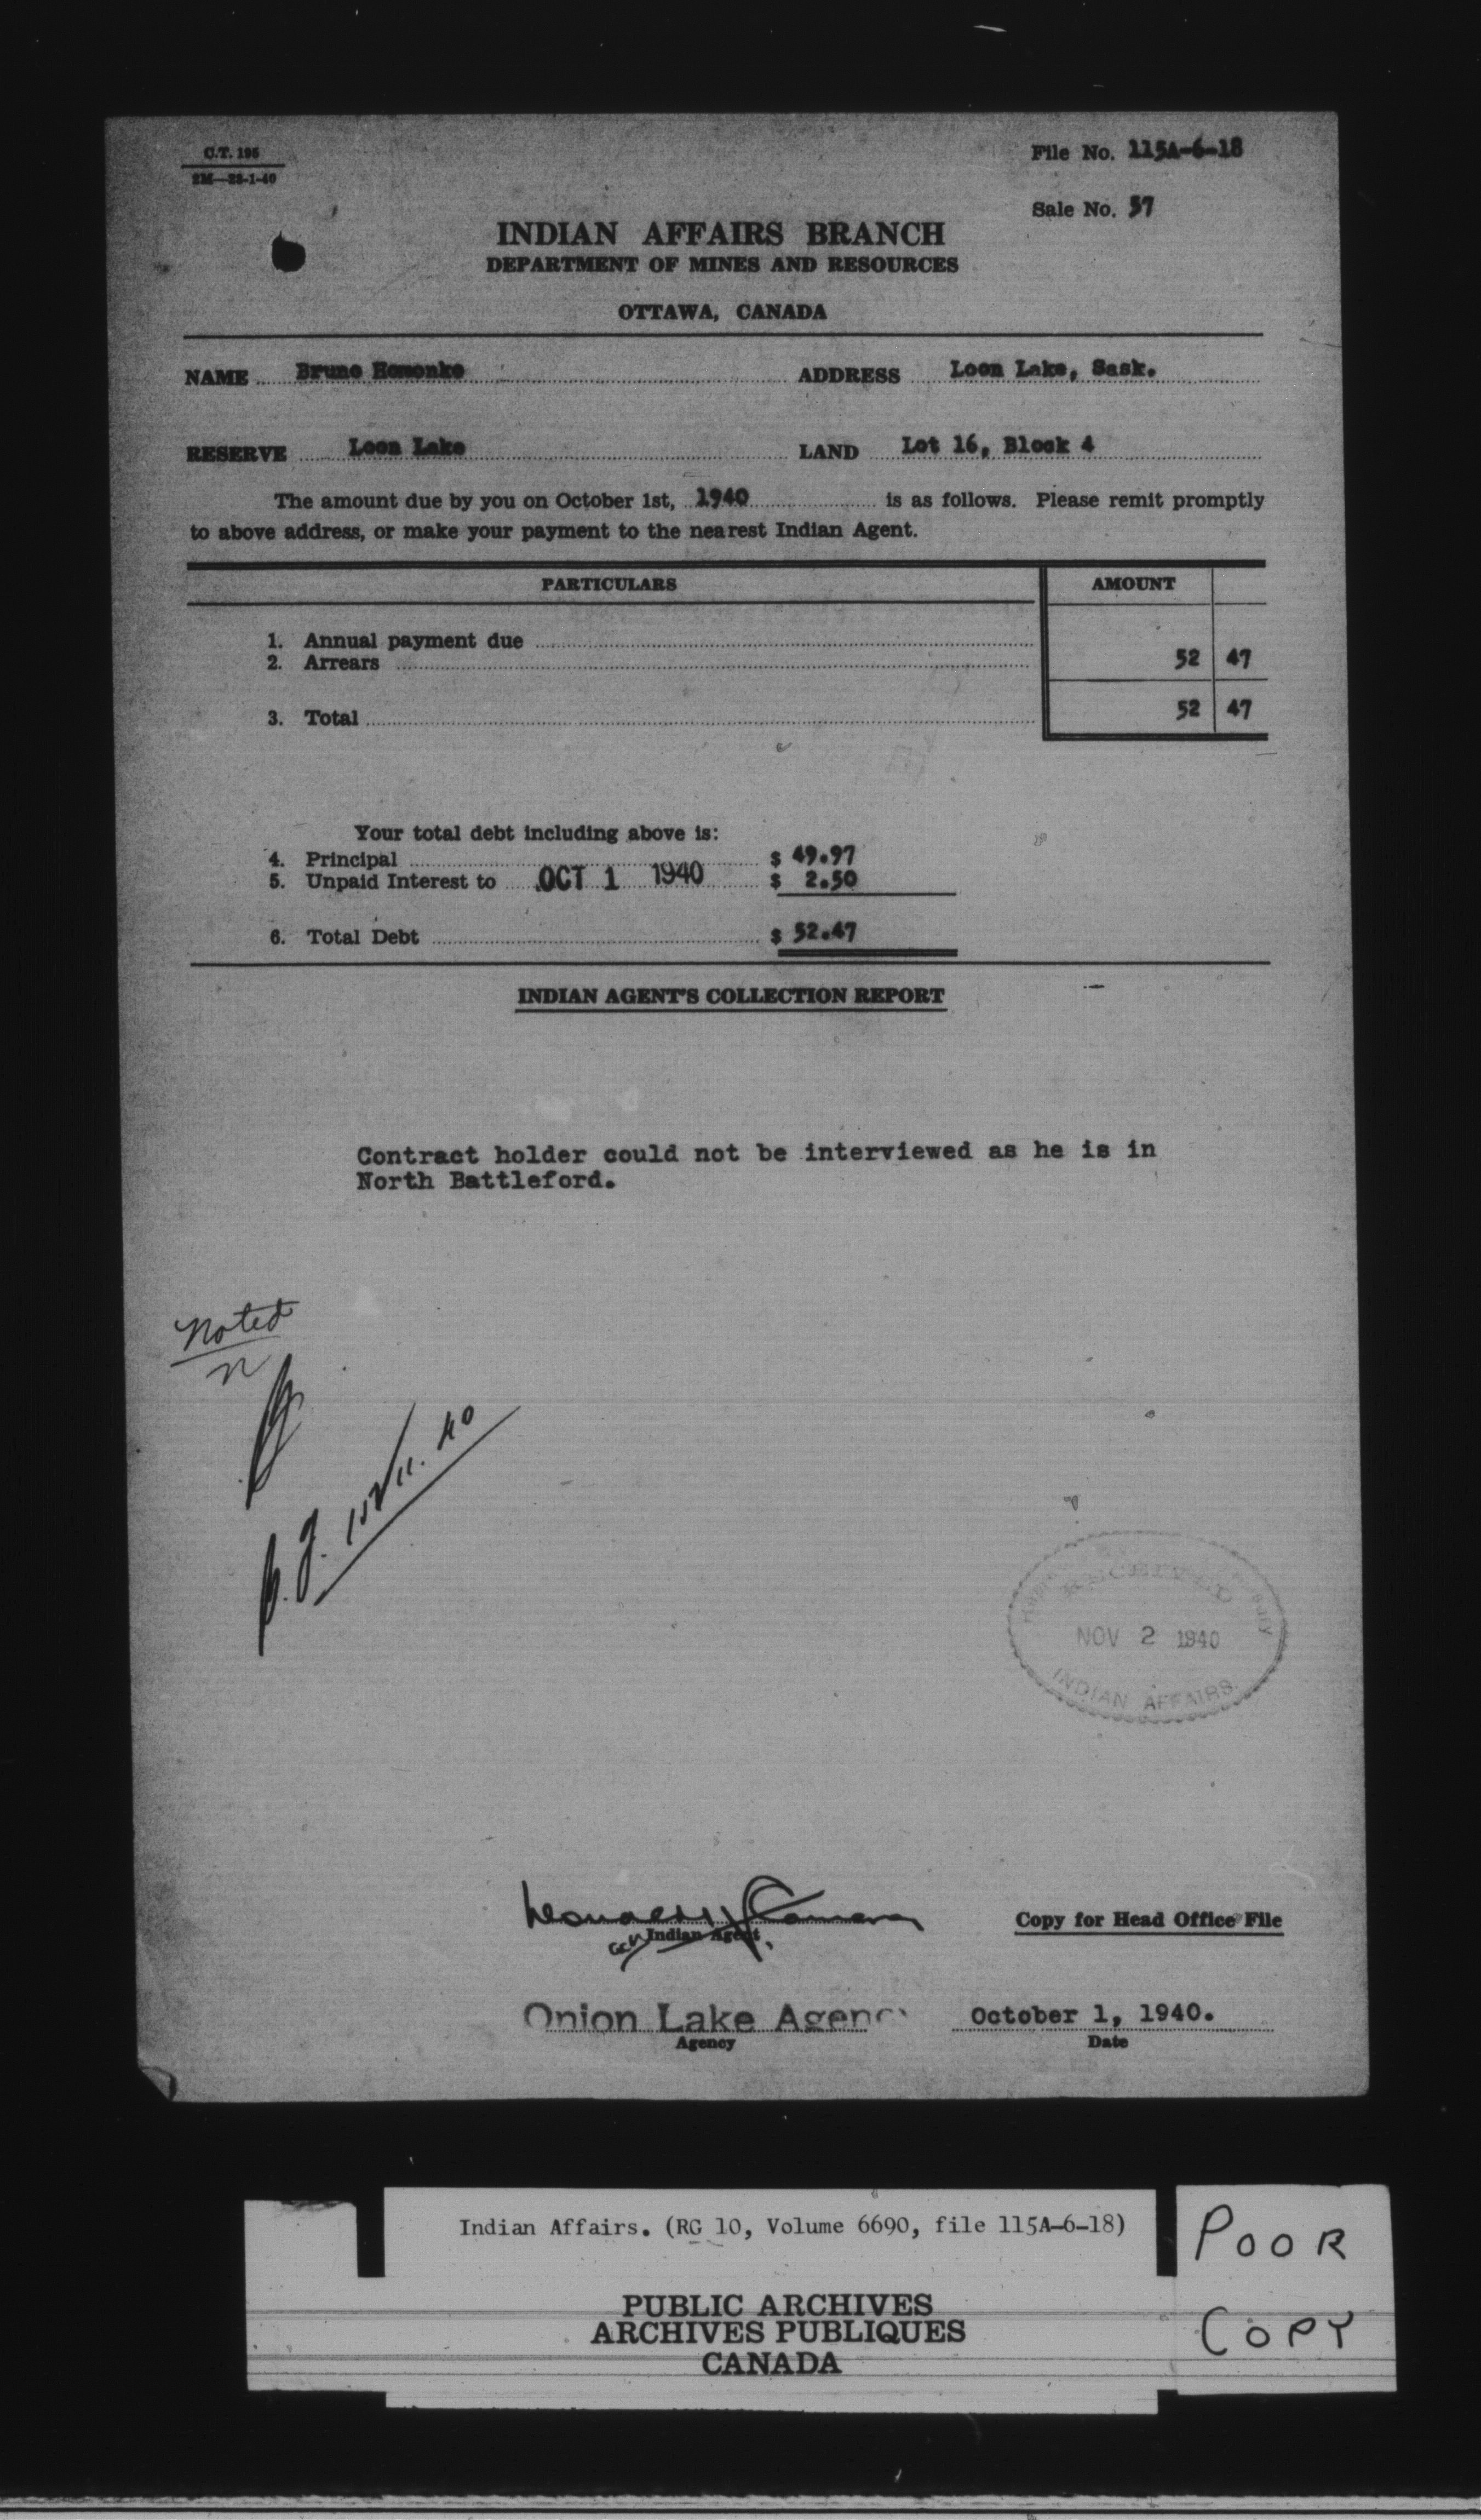 C.T. 195
2M—23-1-40
File No. 115A-6-18
Sale No. 57
INDIAN AFFAIRS BRANCH
DEPARTMENT OF MINES AND RESOURCES
OTTAWA, CANADA
NAME Bruno ADDRESS Loon Lake, Sask.
RESERVE Loon Lake LAND Lot 16, Block 4
The amount due by you on October 1st, 1940 is as follows. Please remit promptly
to above address, or make your payment to the nearest Indian Agent.
PARTICULARS AMOUNT
1. Annual payment due
2. Arrears 52 47
3. Total 52 47
Your total debt including above is:
4. Principal $ 49.97
5. Unpaid Interest to OCT 1 1940 $ 2.50
6. Total Debt $ 52.47
INDIAN AGENT'S COLLECTION REPORT
Contract holder could not be interviewed as he is in
North Battleford.
Noted
RECEIVED
NOV 2 1940
INDIAN AFFAIRS.
Indian Agent.
Copy for Head Office File
Onion Lake Agency October 1, 1940.
Agency Date
Indian Affairs. (RG 10, Volume 6690, file 115A-6-18)
PUBLIC ARCHIVES
ARCHIVES PUBLIQUES
CANADA
POOR
COPY